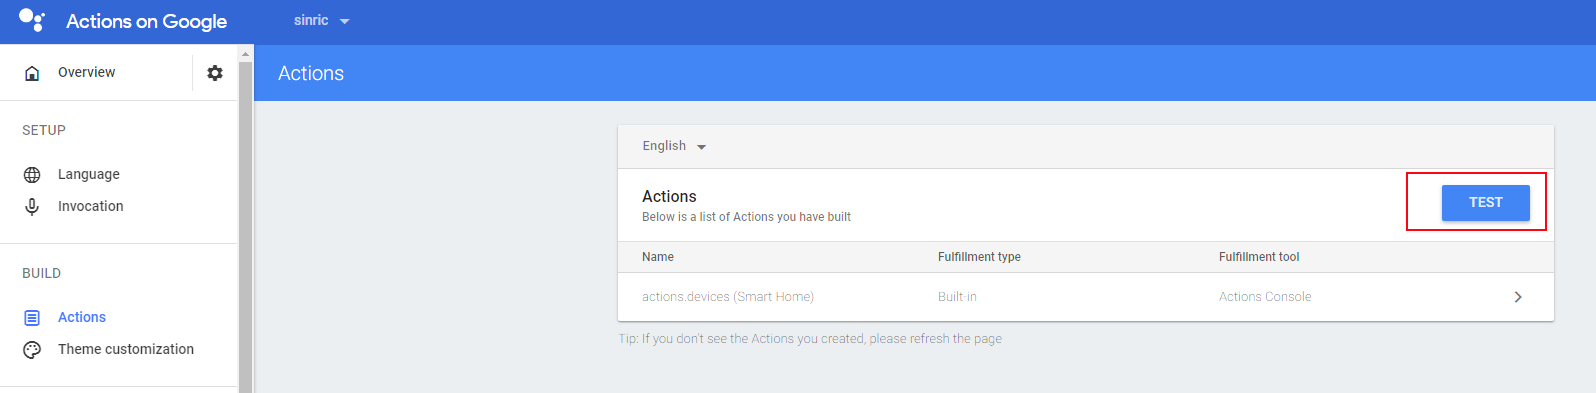 Actions on Google
sinric
Overview
SETUP
Language
Invocation
BUILD
Actions
Theme customization
Actions
English
Actions
Below is a list of Actions you have built
TEST
Name Fulfillment type Fulfillment tool
actions.devices (Smart Home) Built-in Actions Console
Tip: If you don't see the Actions you created, please refresh the page